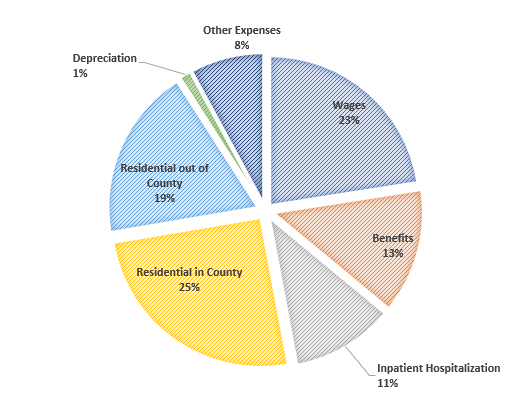 Other Expenses
8%
Depreciation
1%
Wages
23%
Residential out of
County
19%
Benefits
13%
Residential in County
25%
Inpatient Hospitalization
11%